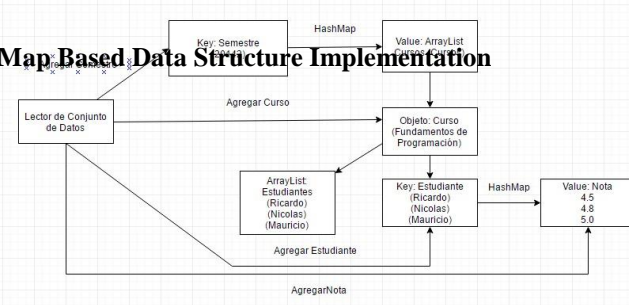 HashMap
Key: Semestre
Value: ArrayList
Map Based Data Structure Implementation
Agregar Semestre
Agregar Curso
Lector de Conjunto
de Datos
Objeto: Curso
(Fundamentos de
Programación)
ArrayList:
Estudiantes
(Ricardo)
(Nicolas)
(Mauricio)
Key: Estudiante
(Ricardo)
(Nicolas)
(Mauricio)
HashMap
Value: Nota
4.5
4.8
5.0
Agregar Estudiante
AgregarNota